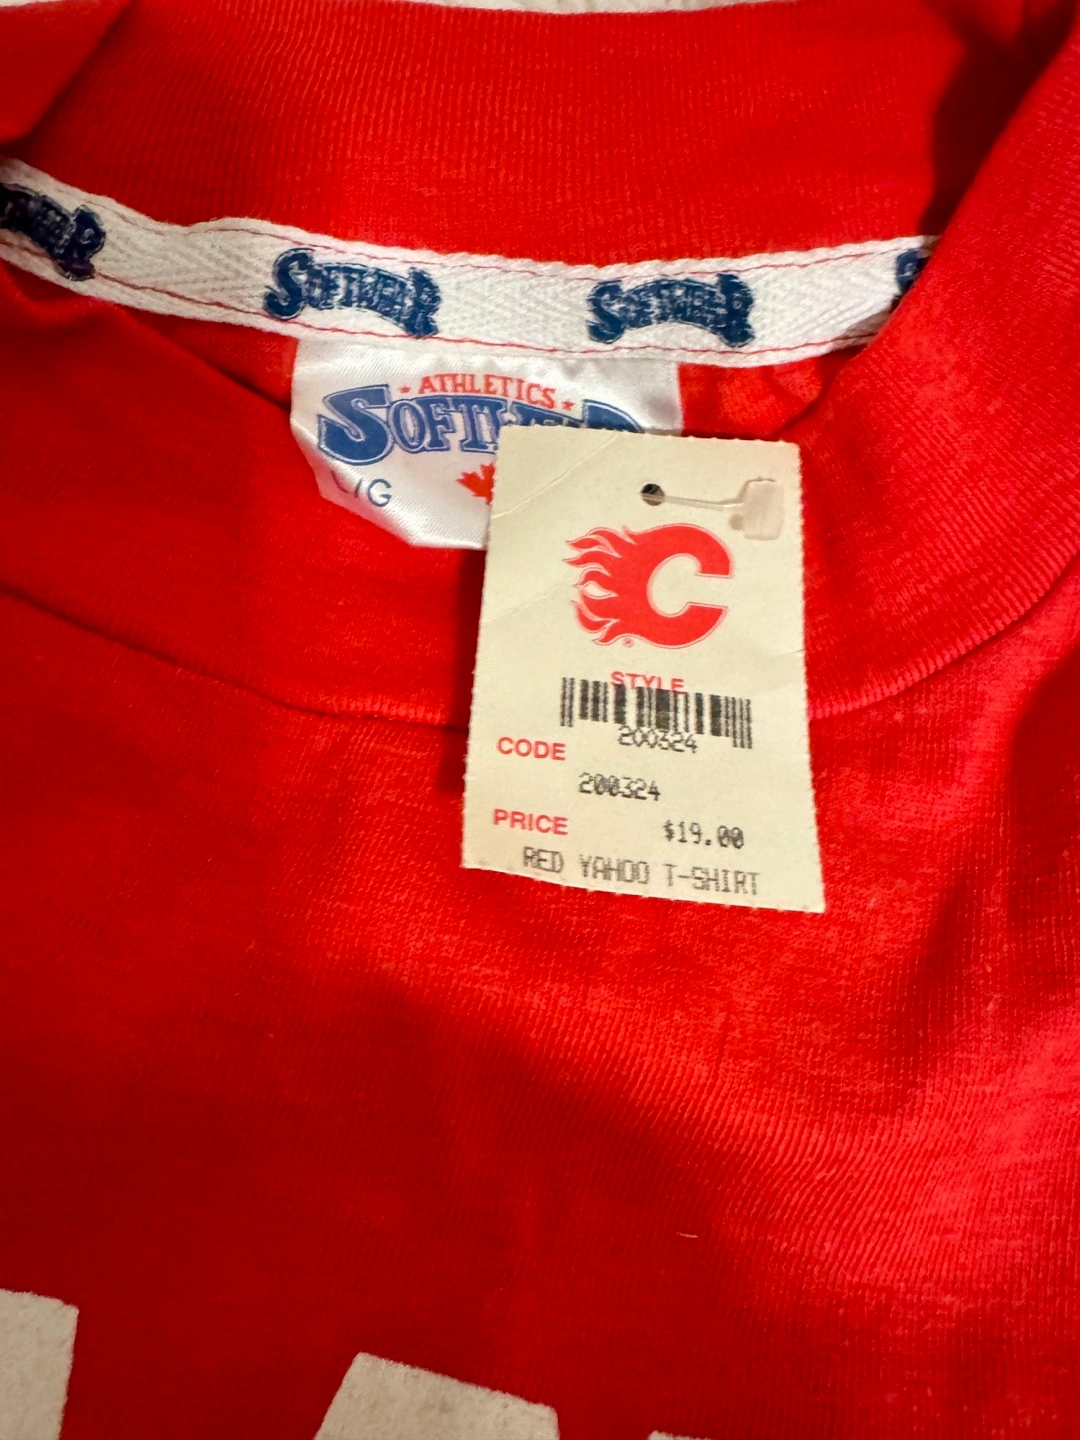 SOFTWEAR SOFTWEAR
ATHLETICS
SOFTWEAR
L/G
C
®
STYLE
200324
CODE
200324
PRICE $19.00
RED YAHOO T-SHIRT